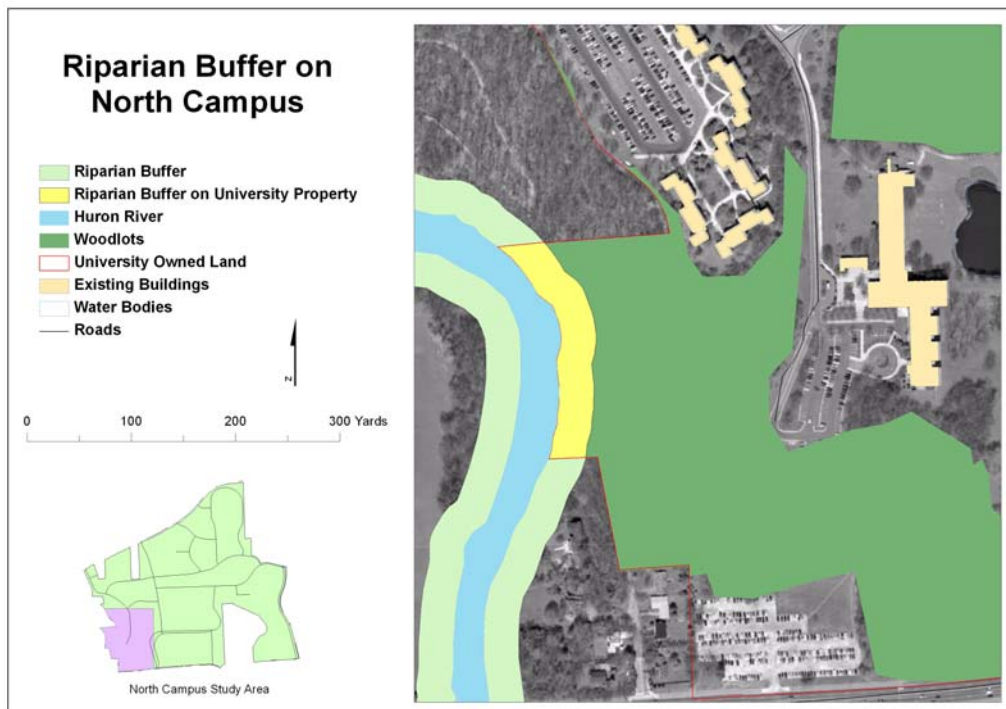 Riparian Buffer on
North Campus
Riparian Buffer
Riparian Buffer on University Property
Huron River
Woodlots
University Owned Land
Existing Buildings
Water Bodies
Roads
N
0 100 200 300 Yards
North Campus Study Area